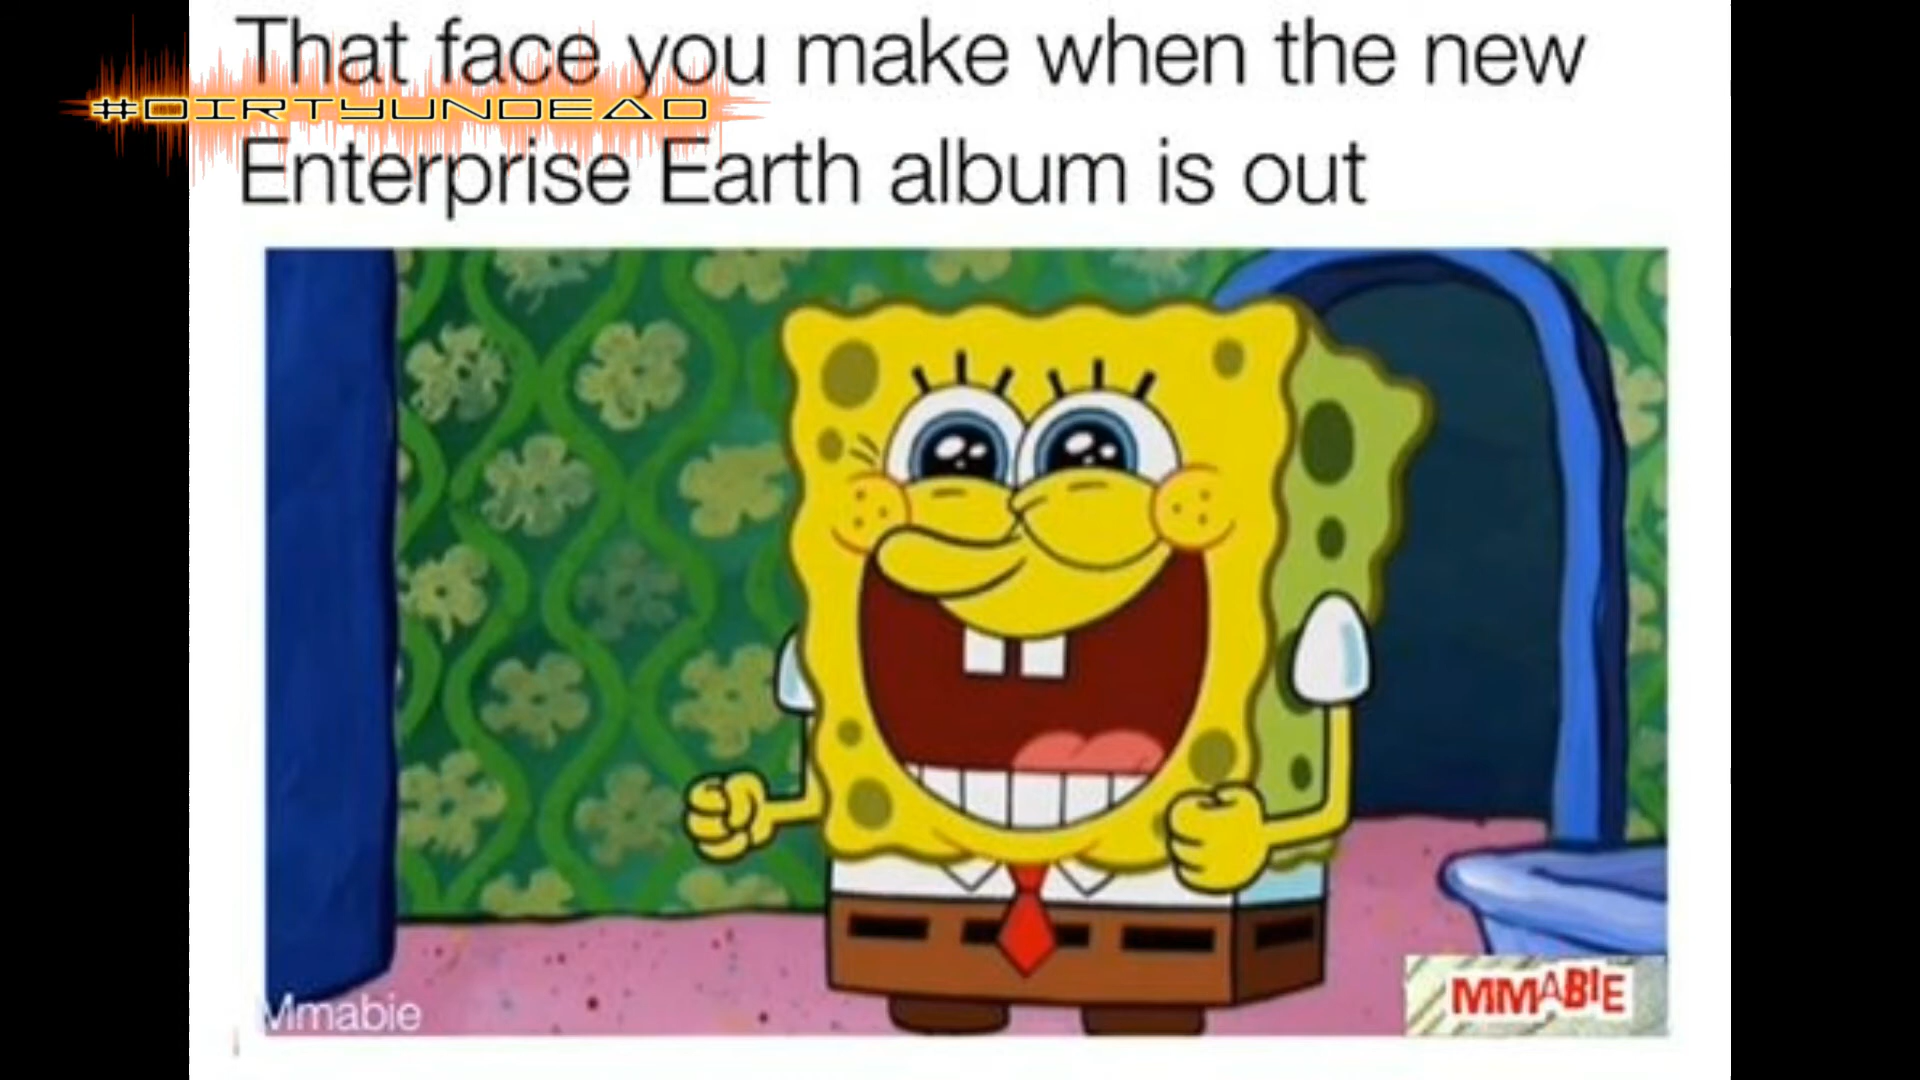 That face you make when the new
#DIRTYUNDEAD
Enterprise Earth album is out
Mmabie
MMABIE